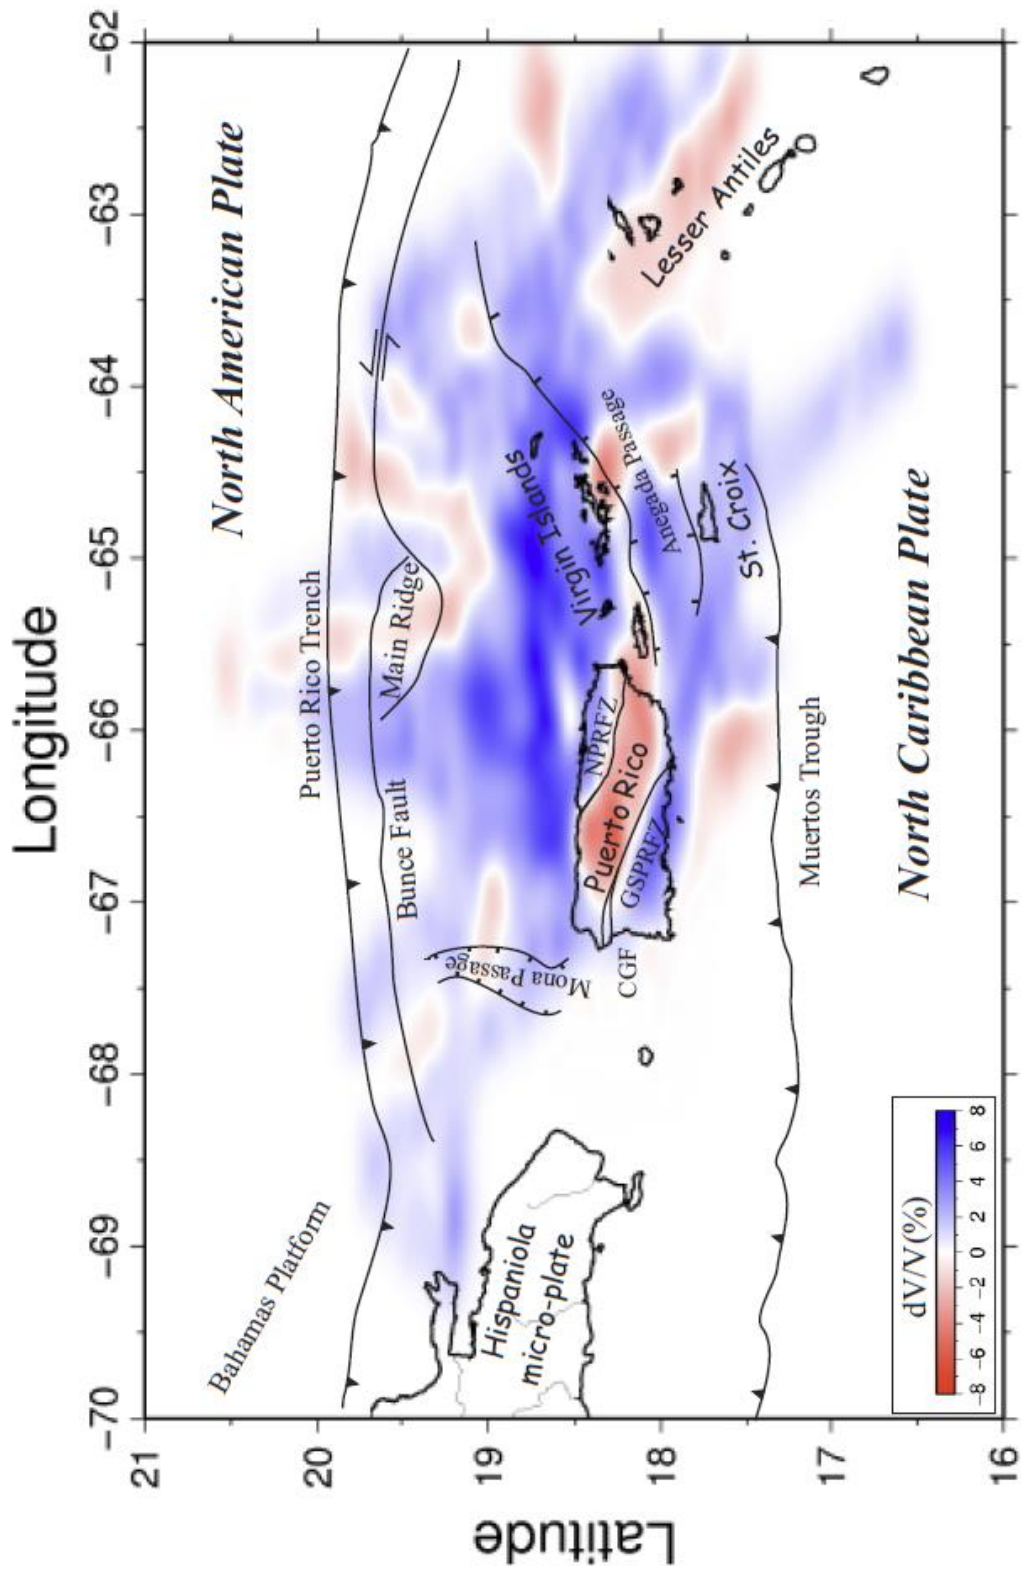 Longitude
-70
-69
-68
-67
-66
-65
-64
-63
-62
21
20
19
18
17
16
Latitude
North American Plate
Bahamas Platform
Puerto Rico Trench
Main Ridge
Bunce Fault
Mona Passage
Virgin Islands
Anegada Passage
Lesser Antiles
Hispaniola
micro-plate
NPRFZ
Puerto Rico
GSPRFZ
CGF
St. Croix
Muertos Trough
North Caribbean Plate
dV/V(%)
-8 -6 -4 -2 0 2 4 6 8